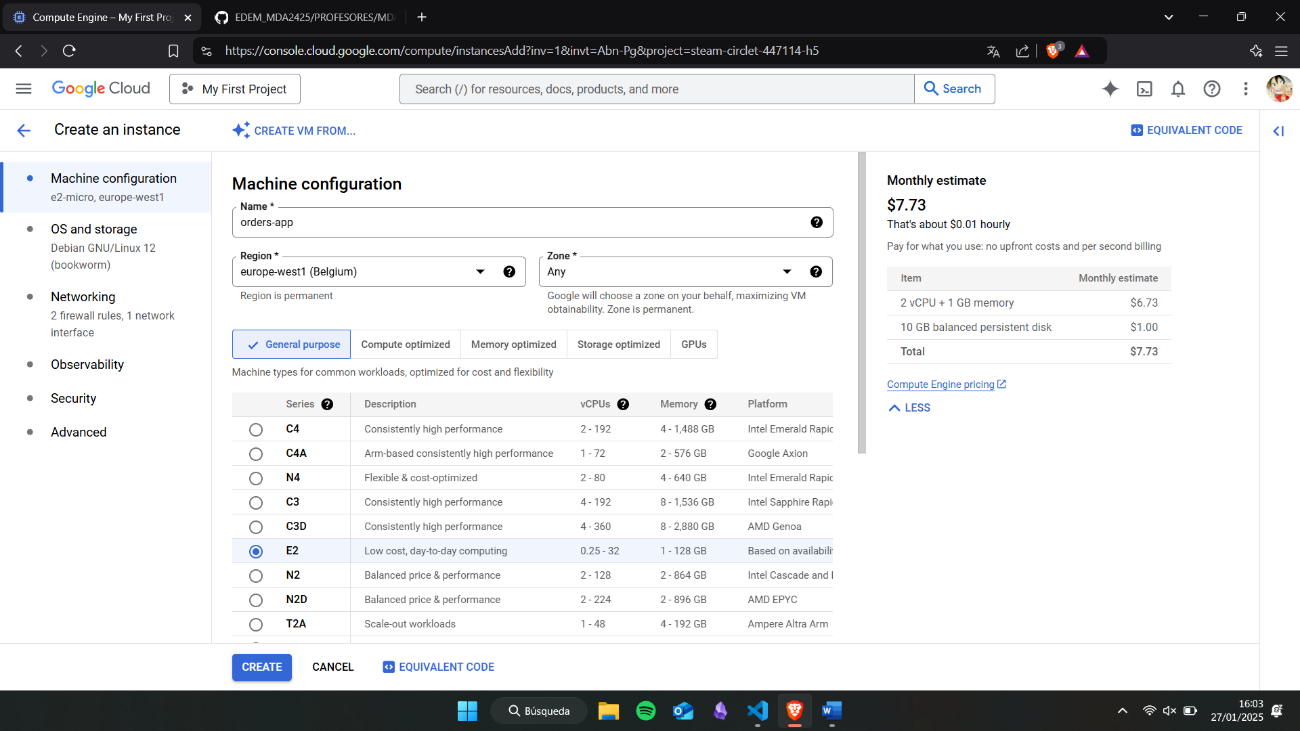 Compute Engine – My First Pro
EDEM_MDA2425/PROFESORES/MDA
https://console.cloud.google.com/compute/instancesAdd?inv=1&invt=Abn-Pg&project=steam-cirdet-447114-h5
3
Google Cloud
My First Project
Search (/) for resources, docs, products, and more
Search
Create an instance
CREATE VM FROM...
EQUIVALENT CODE
Machine configuration
e2-micro, europe-west1
OS and storage
Debian GNU/Linux 12
(bookworm)
Networking
2 firewall rules, 1 network
interface
Observability
Security
Advanced
Machine configuration
Name *
orders-app
Region *
europe-west1 (Belgium)
Region is permanent
Zone *
Any
Google will choose a zone on your behalf, maximizing VM
obtainability. Zone is permanent.
General purpose Compute optimized Memory optimized Storage optimized GPUs
Machine types for common workloads, optimized for cost and flexibility
Series Description vCPUs Memory Platform
C4 Consistently high performance 2 - 192 4 - 1,488 GB Intel Emerald Rapid
C4A Arm-based consistently high performance 1 - 72 2 - 576 GB Google Axion
N4 Flexible & cost-optimized 2 - 80 4 - 640 GB Intel Emerald Rapid
C3 Consistently high performance 4 - 192 8 - 1,536 GB Intel Sapphire Rapi
C3D Consistently high performance 4 - 360 8 - 2,880 GB AMD Genoa
E2 Low cost, day-to-day computing 0.25 - 32 1 - 128 GB Based on availabili
N2 Balanced price & performance 2 - 128 2 - 864 GB Intel Cascade and I
N2D Balanced price & performance 2 - 224 2 - 896 GB AMD EPYC
T2A Scale-out workloads 1 - 48 4 - 192 GB Ampere Altra Arm
CREATE CANCEL EQUIVALENT CODE
Monthly estimate
$7.73
That's about $0.01 hourly
Pay for what you use: no upfront costs and per second billing
Item Monthly estimate
2 vCPU + 1 GB memory $6.73
10 GB balanced persistent disk $1.00
Total $7.73
Compute Engine pricing
LESS
Búsqueda
16:03
27/01/2025